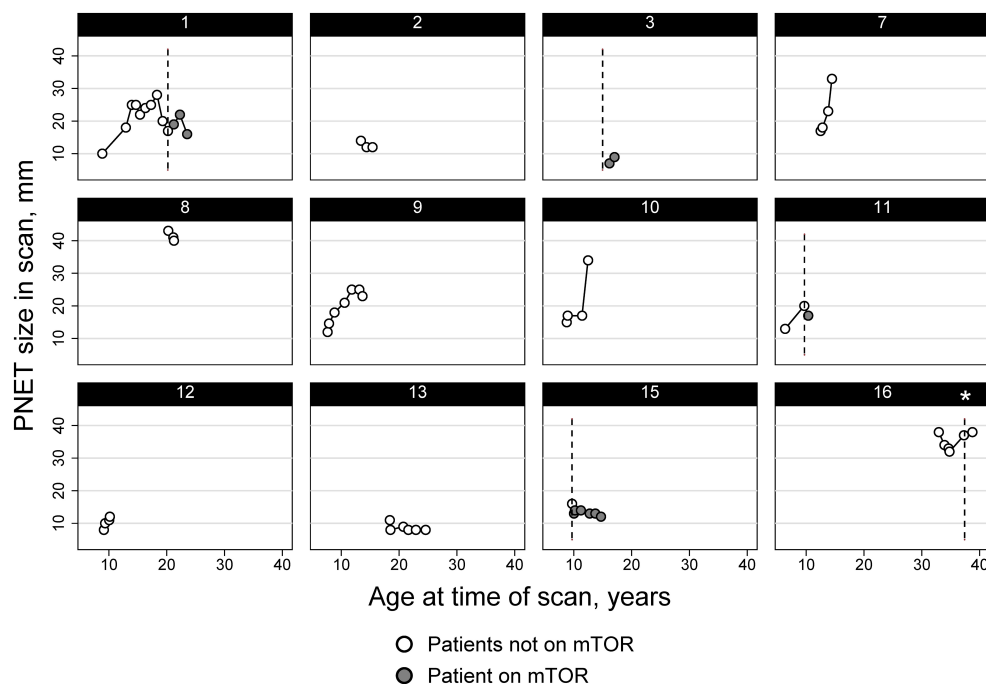 1 2 3 7
40
30
20
10
8 9 10 11
40
30
20
10
12 13 15 16 *
40
30
20
10
10 20 30 40 10 20 30 40 10 20 30 40 10 20 30 40
PNET size in scan, mm
Age at time of scan, years
Patients not on mTOR
Patient on mTOR